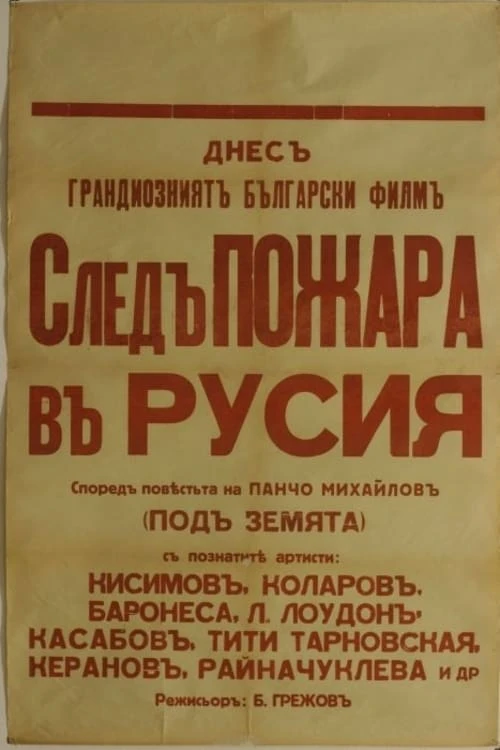 ДНЕСЪ
ГРАНДИОЗНИЯТЪ БЪЛГАРСКИ ФИЛМЪ
СЛЕДЪ ПОЖАРА
ВЪ РУСИЯ
Споредъ повѣстьта на ПАНЧО МИХАЙЛОВЪ
(ПОДЪ ЗЕМЯТА)
съ познатитѣ артисти:
КИСИМОВЪ, КОЛАРОВЪ,
БАРОНЕСА, Л. ЛОУДОНЪ,
КАСАБОВЪ, ТИТИ ТАРНОВСКАЯ,
КЕРАНОВЪ, РАЙНАЧУКЛЕВА и др
Режисьоръ: Б. ГРЕЖОВЪ